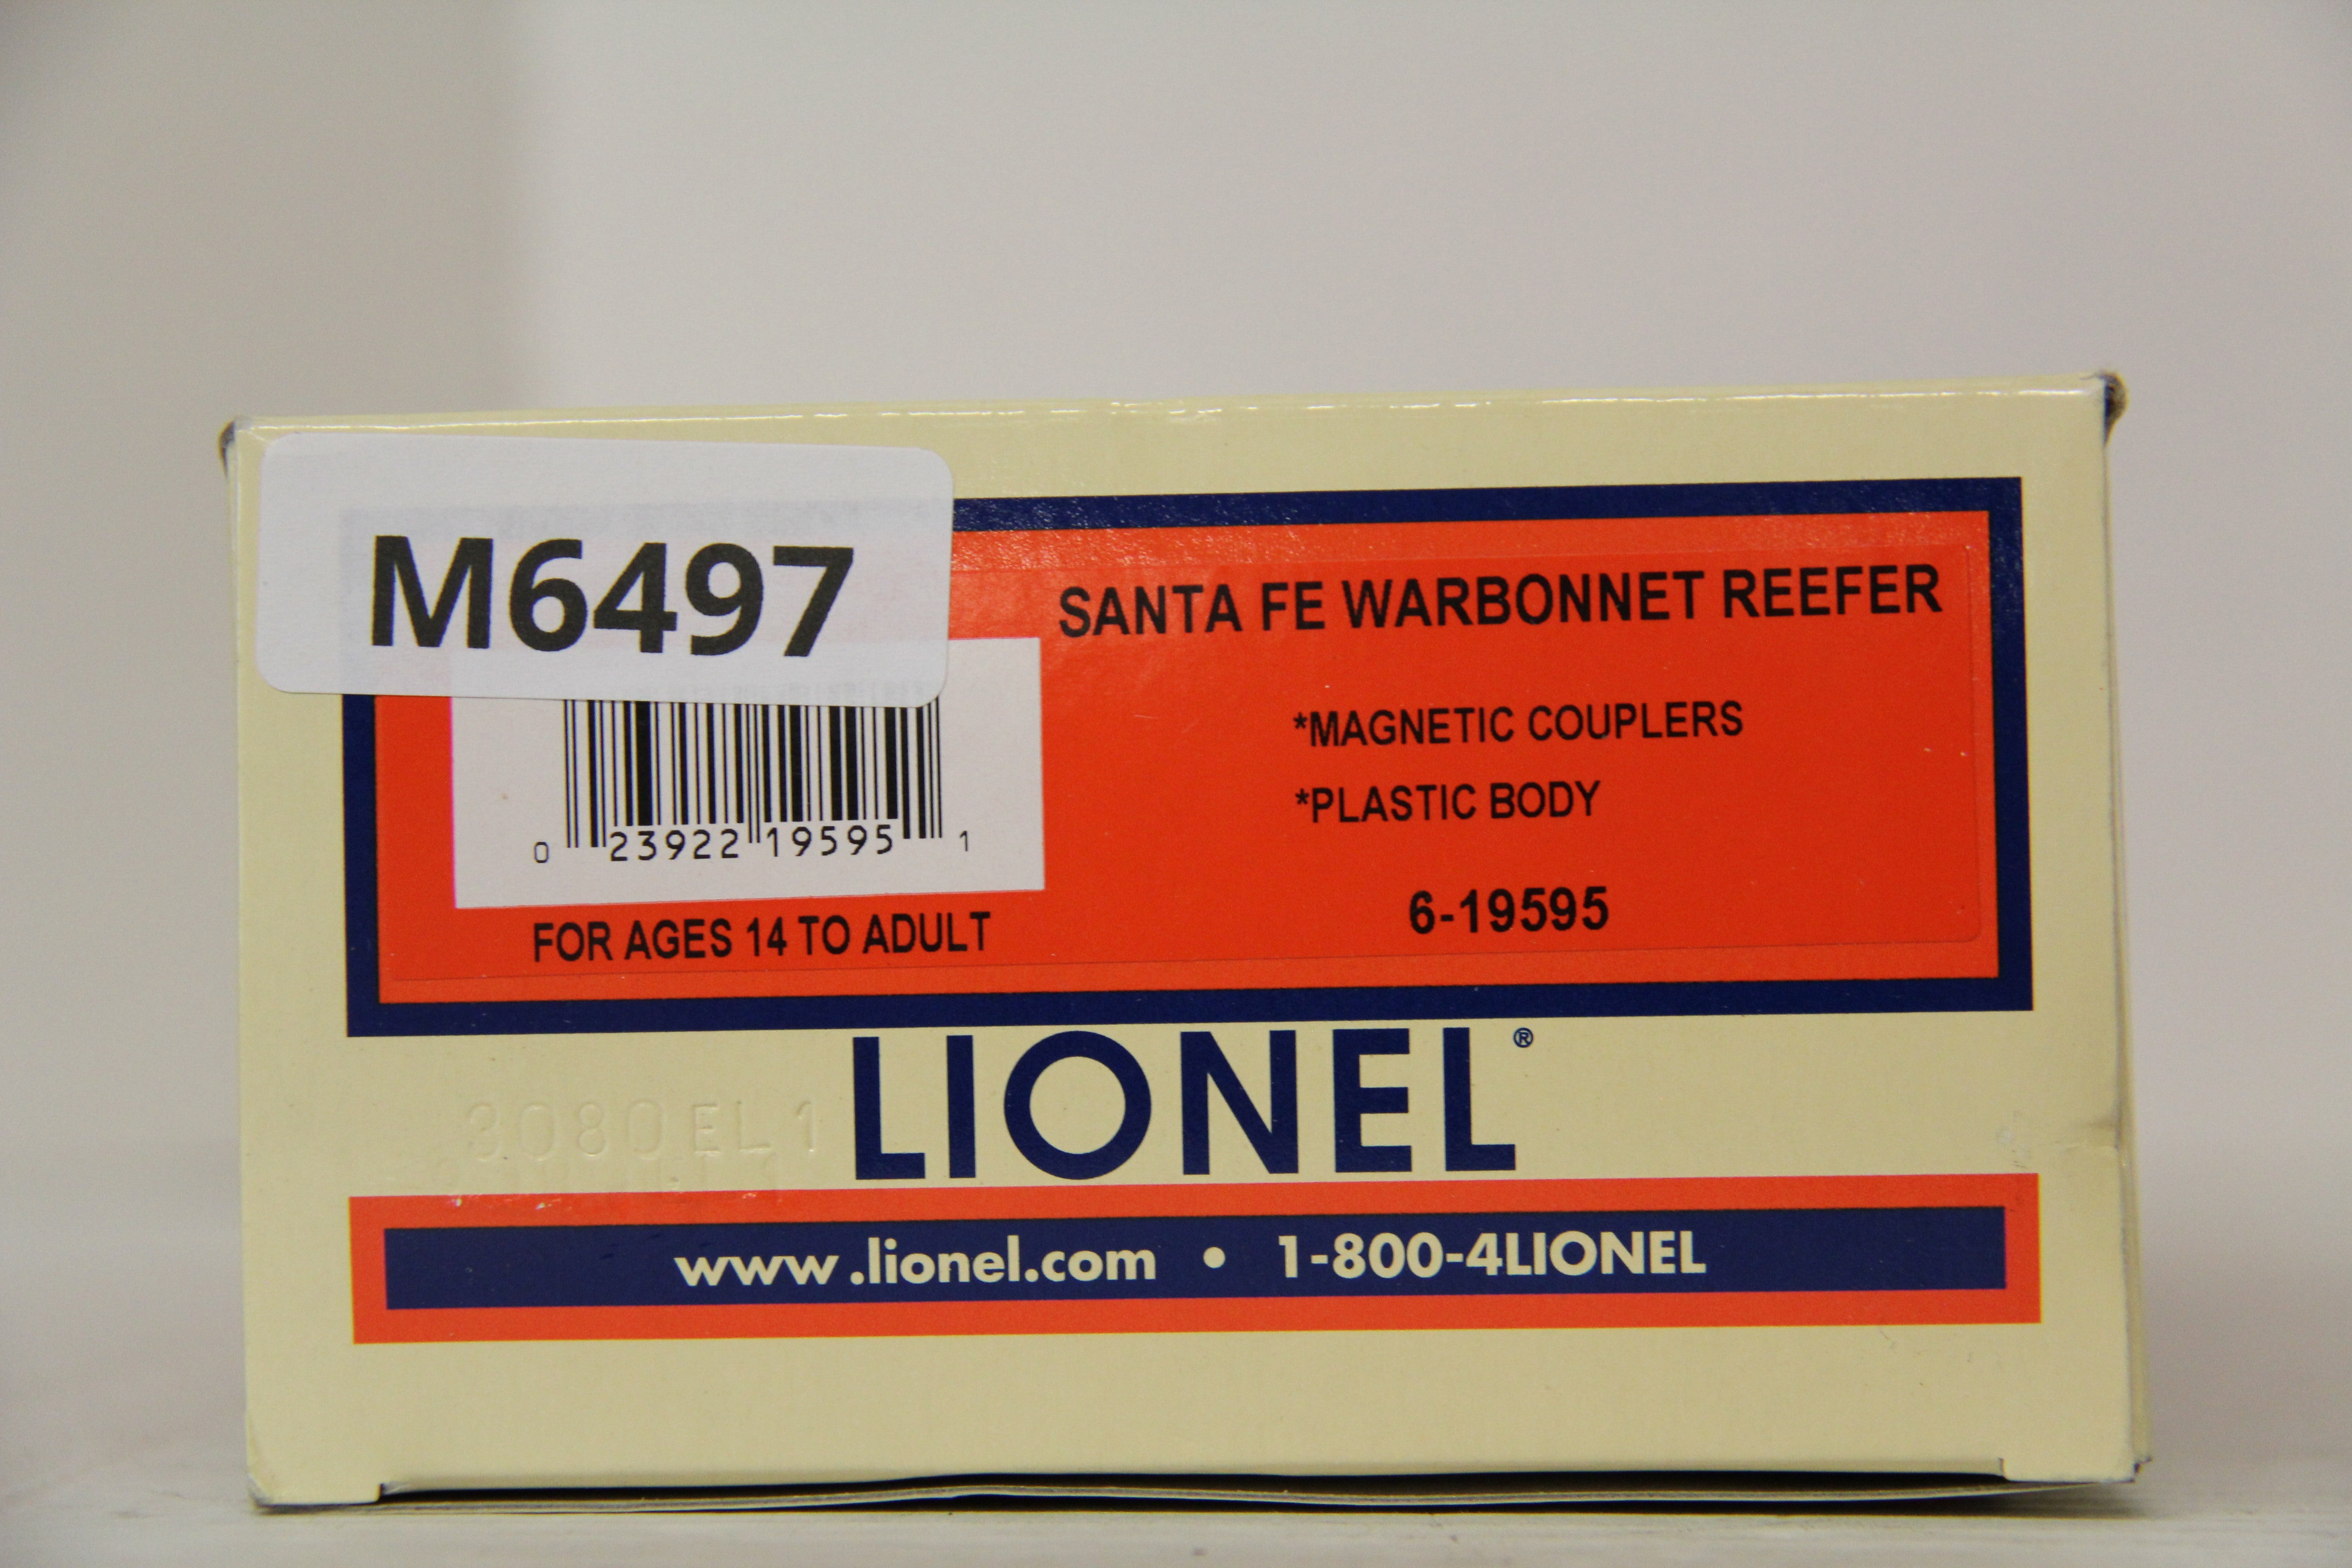 M6497
SANTA FE WARBONNET REEFER
*MAGNETIC COUPLERS
*PLASTIC BODY
0 23922 19595 1
FOR AGES 14 TO ADULT
6-19595
LIONEL®
3080EL1
www.lionel.com • 1-800-4LIONEL